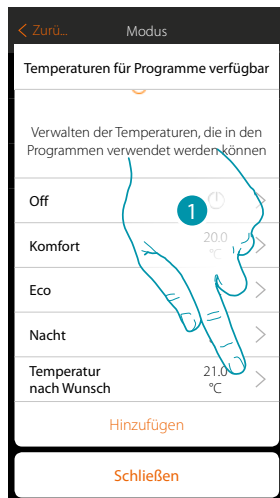 < Zurü... Modus
Temperaturen für Programme verfügbar
Verwalten der Temperaturen, die in den
Programmen verwendet werden können
Off
1
Komfort 20.0
°C
Eco
Nacht
Temperatur 21.0
nach Wunsch °C
Hinzufügen
Schließen